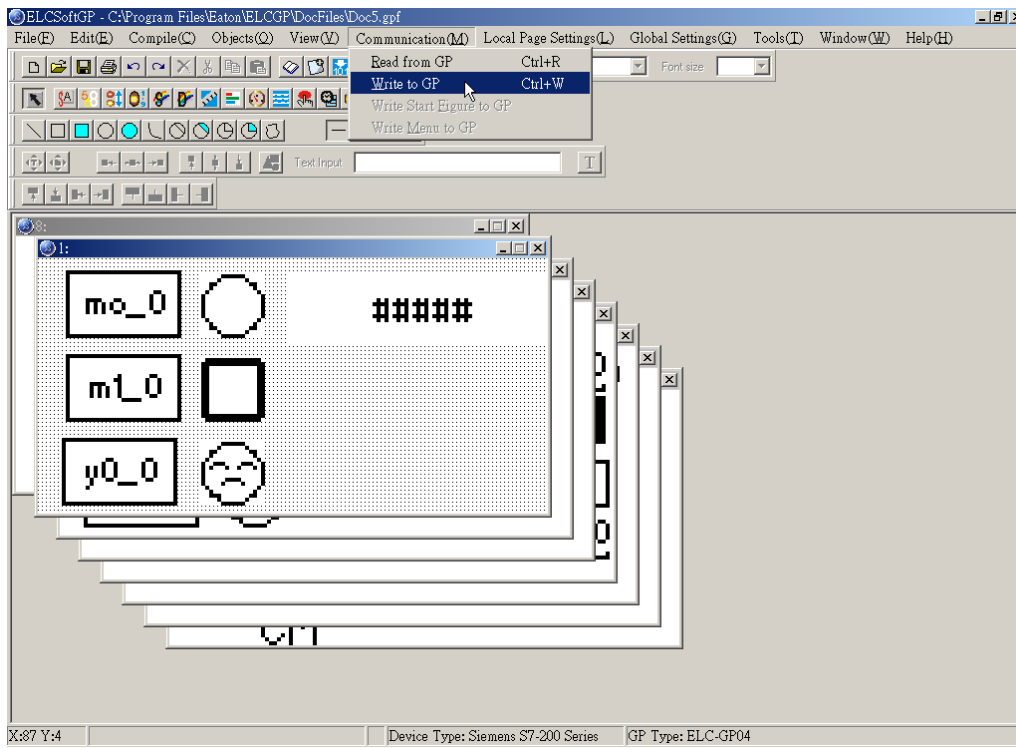 ELCSoftGP - C:\Program Files\Eaton\ELCGP\DocFiles\Doc5.gpf
File(F) Edit(E) Compile(C) Objects(O) View(V) Communication(M) Local Page Settings(L) Global Settings(G) Tools(T) Window(W) Help(H)
Read from GP Ctrl+R
Write to GP Ctrl+W
Write Start Figure to GP
Write Menu to GP
Font size
Text Input
8:
1:
mo_0 #####
m1_0
y0_0
X:87 Y:4 Device Type: Siemens S7-200 Series GP Type: ELC-GP04